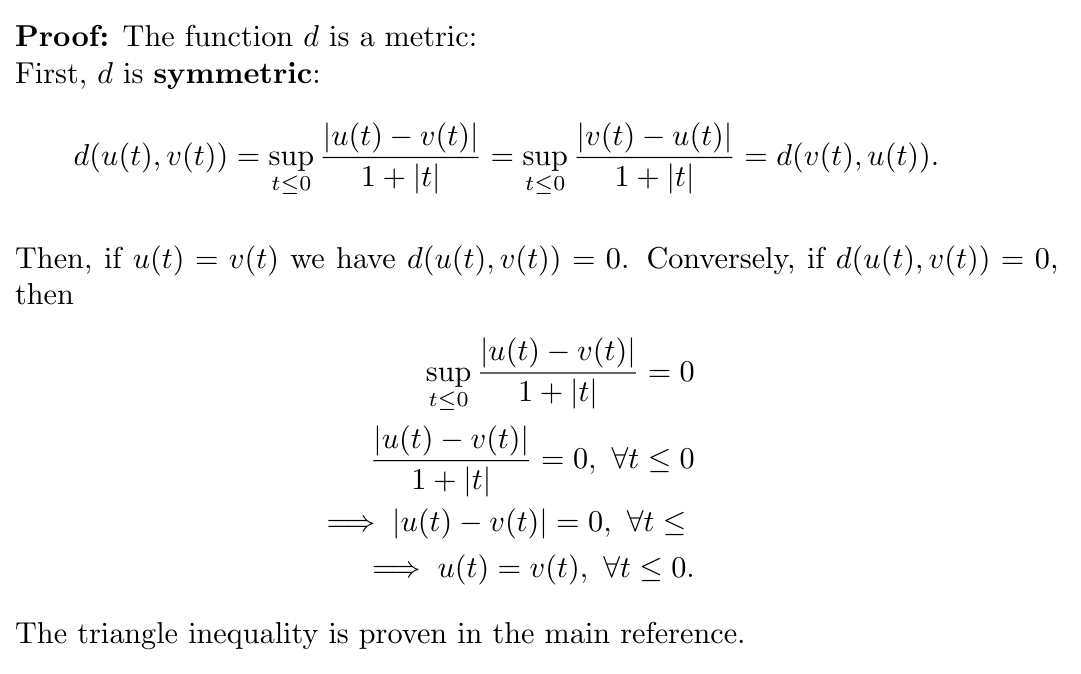 Proof: The function d is a metric:
First, d is symmetric:
d(u(t), v(t)) = sup_{t≤0} |u(t) − v(t)| / (1 + |t|) = sup_{t≤0} |v(t) − u(t)| / (1 + |t|) = d(v(t), u(t)).
Then, if u(t) = v(t) we have d(u(t), v(t)) = 0. Conversely, if d(u(t), v(t)) = 0,
then
sup_{t≤0} |u(t) − v(t)| / (1 + |t|) = 0
|u(t) − v(t)| / (1 + |t|) = 0, ∀t ≤ 0
⟹ |u(t) − v(t)| = 0, ∀t ≤
⟹ u(t) = v(t), ∀t ≤ 0.
The triangle inequality is proven in the main reference.